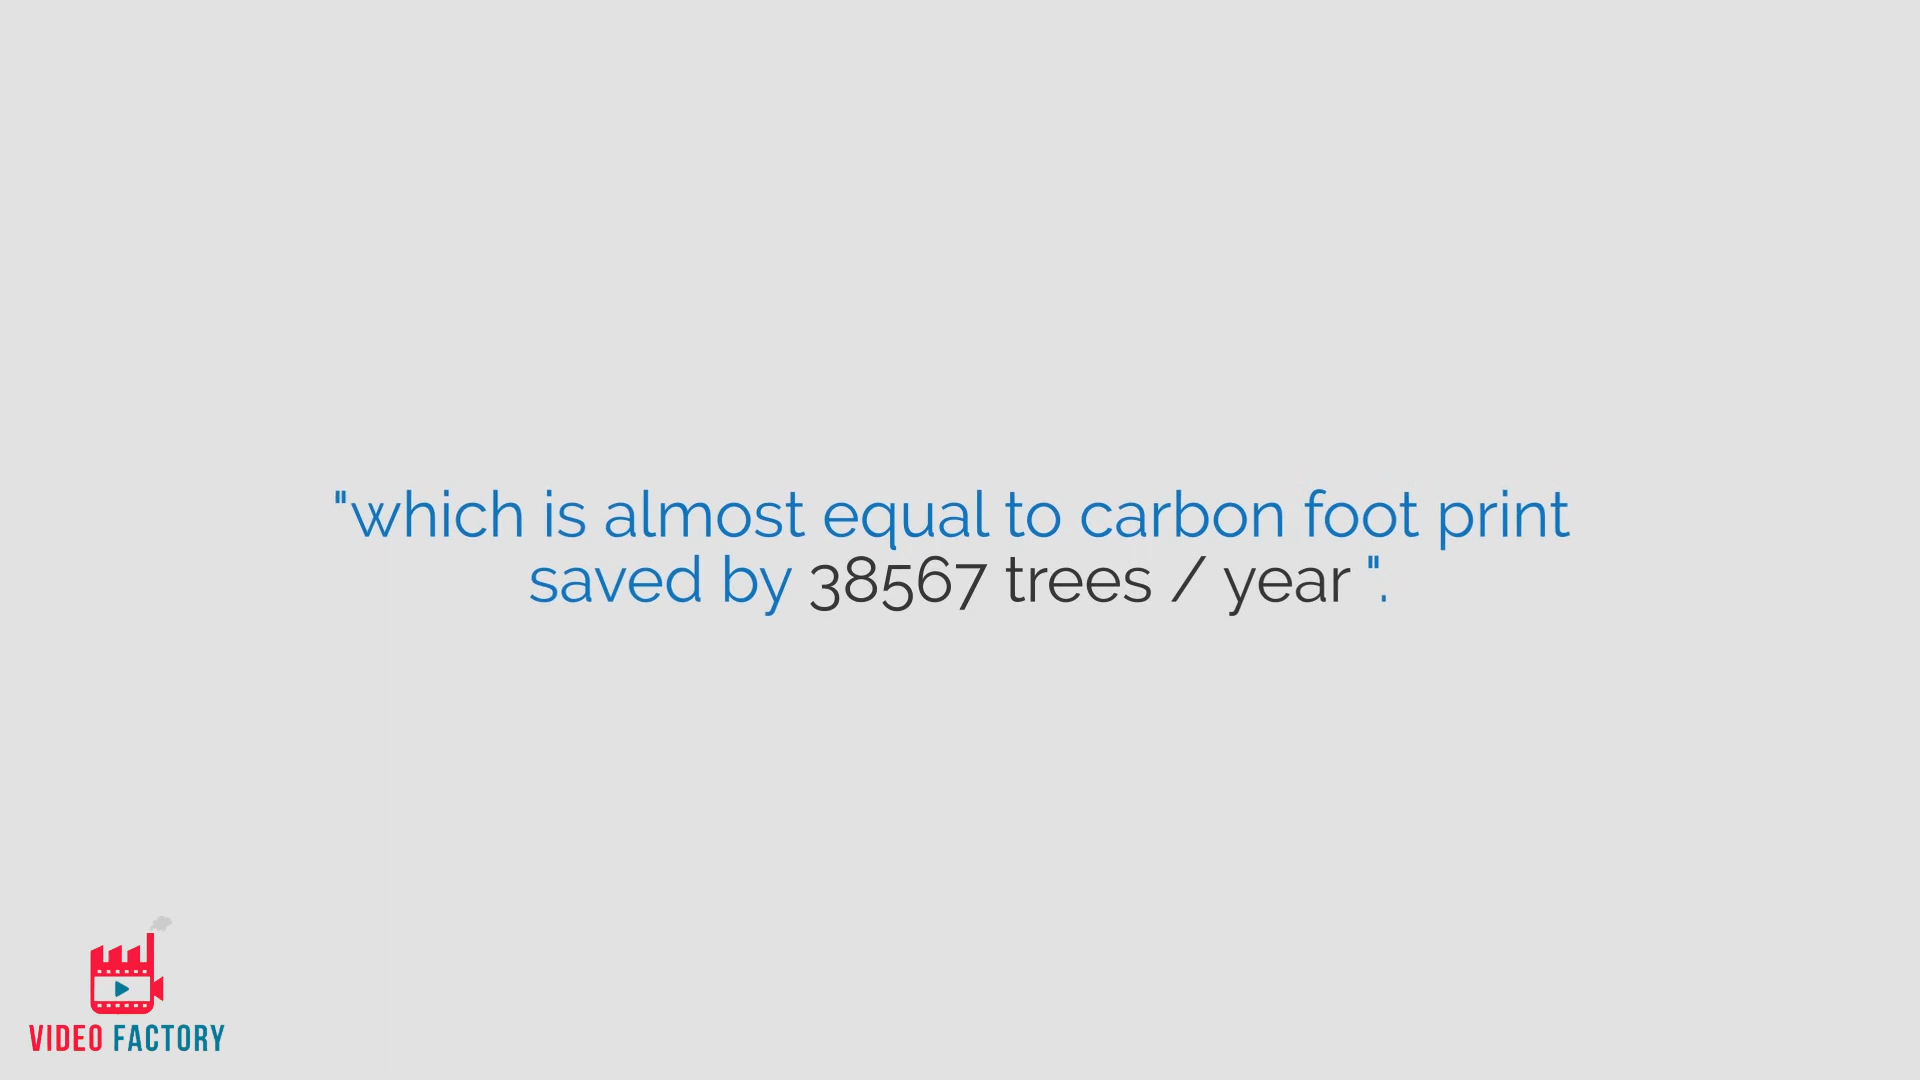 "which is almost equal to carbon foot print
saved by 38567 trees / year ".
VIDEO FACTORY